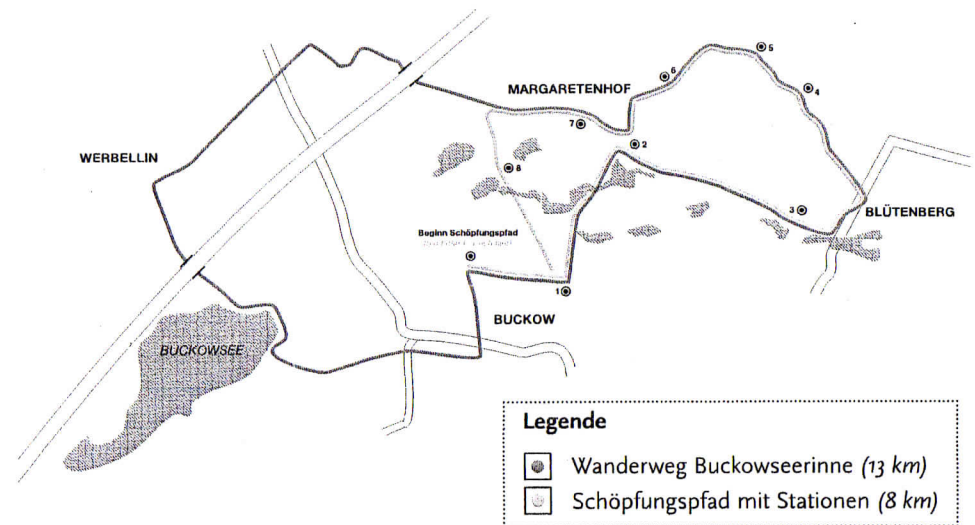 5
6
MARGARETENHOF
4
7
2
WERBELLIN
8
3
BLÜTENBERG
Beginn Schöpfungspfad
1
BUCKOW
BUCKOWSEE
Legende
Wanderweg Buckowseerinne (13 km)
Schöpfungspfad mit Stationen (8 km)